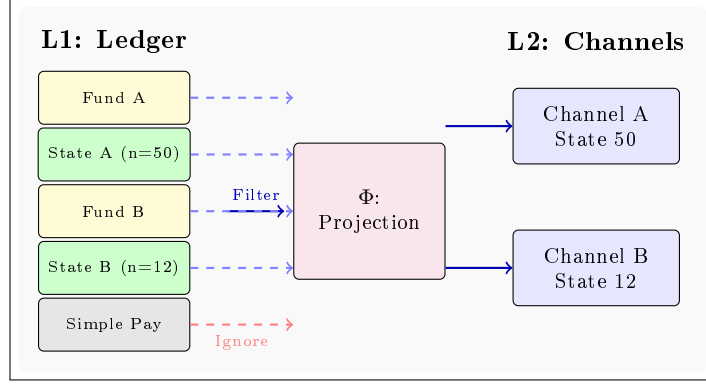 L1: Ledger
L2: Channels
Fund A
State A (n=50)
Fund B
State B (n=12)
Simple Pay
Filter
Ignore
Φ:
Projection
Channel A
State 50
Channel B
State 12